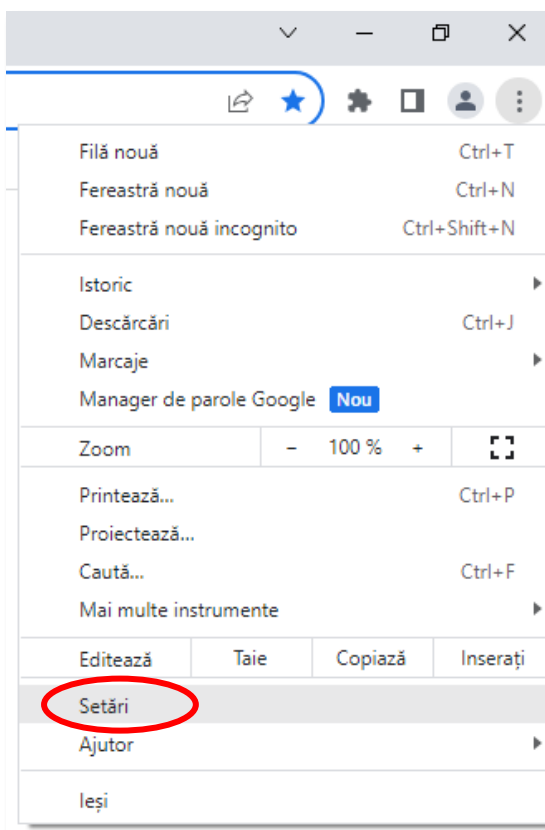 Filă nouă Ctrl+T
Fereastră nouă Ctrl+N
Fereastră nouă incognito Ctrl+Shift+N
Istoric
Descărcări Ctrl+J
Marcaje
Manager de parole Google Nou
Zoom – 100 % +
Printează... Ctrl+P
Proiectează...
Caută... Ctrl+F
Mai multe instrumente
Editează Taie Copiază Inserați
Setări
Ajutor
Ieși